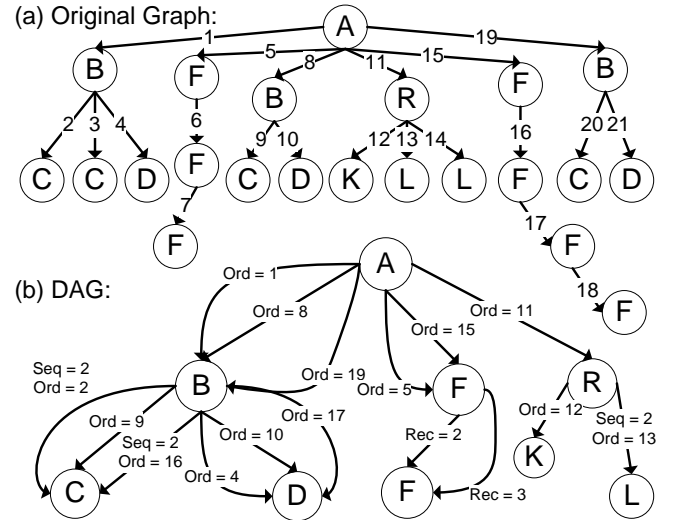 (a) Original Graph:
A
1
5
8
11
15
19
B
F
B
R
F
B
2
3
4
6
9
10
12
13
14
16
20
21
C
C
D
F
C
D
K
L
L
F
C
D
7
17
F
F
18
F
(b) DAG:
A
Ord = 1
Ord = 8
Ord = 19
Ord = 5
Ord = 15
Ord = 11
B
F
R
Seq = 2
Ord = 2
Ord = 9
Seq = 2
Ord = 16
Ord = 4
Ord = 10
Ord = 17
Rec = 2
Rec = 3
Ord = 12
Seq = 2
Ord = 13
C
D
F
K
L